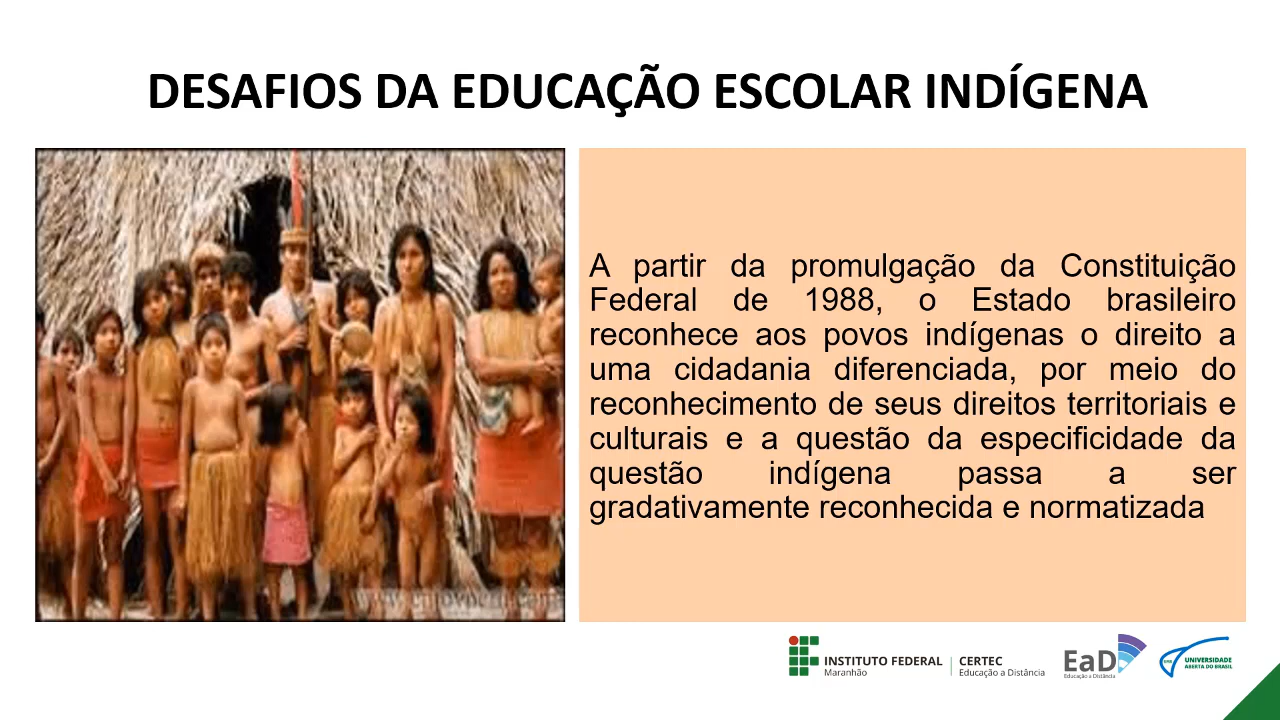 DESAFIOS DA EDUCAÇÃO ESCOLAR INDÍGENA
A partir da promulgação da Constituição
Federal de 1988, o Estado brasileiro
reconhece aos povos indígenas o direito a
uma cidadania diferenciada, por meio do
reconhecimento de seus direitos territoriais e
culturais e a questão da especificidade da
questão indígena passa a ser
gradativamente reconhecida e normatizada
INSTITUTO FEDERAL
Maranhão
CERTEC
Educação a Distância
EaD
Educação a Distância
UNIVERSIDADE
ABERTA DO BRASIL